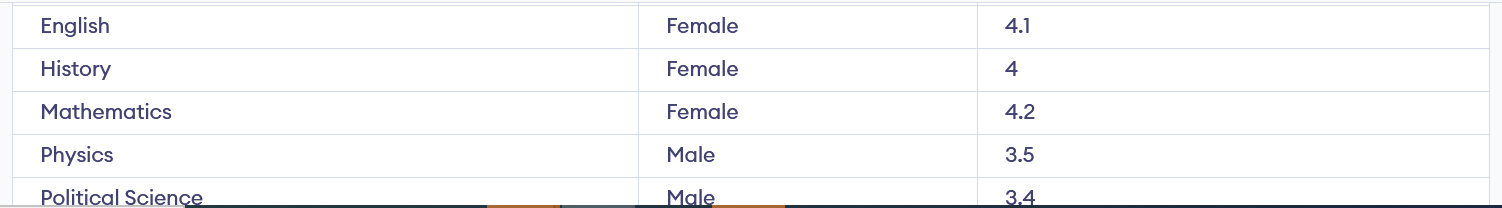 English Female 4.1
History Female 4
Mathematics Female 4.2
Physics Male 3.5
Political Science Male 3.4